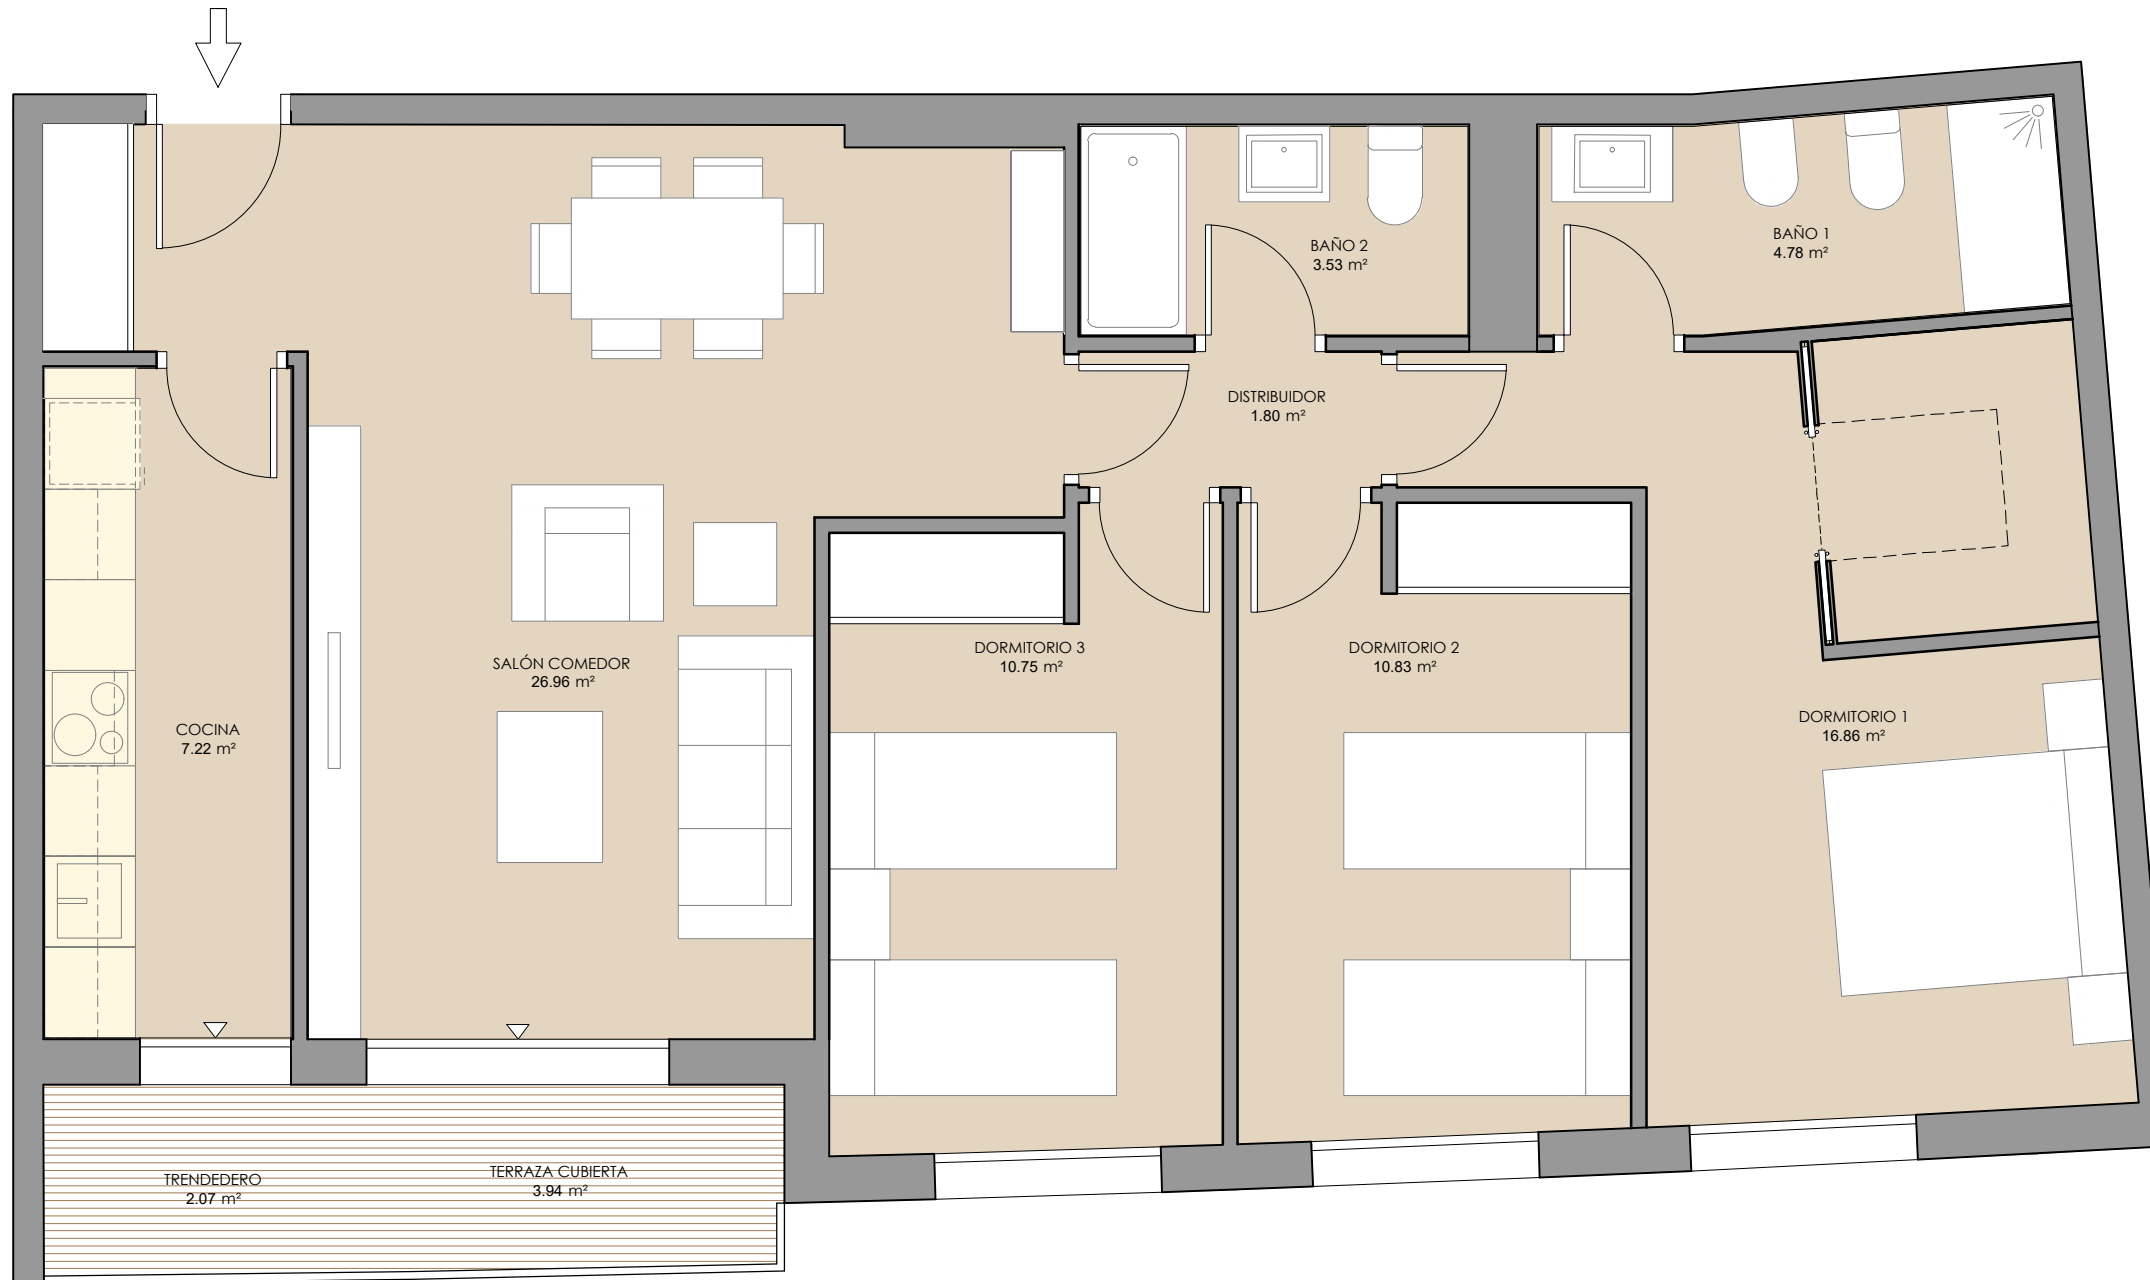 BAÑO 1
4.78 m²
BAÑO 2
3.53 m²
DISTRIBUIDOR
1.80 m²
DORMITORIO 3
10.75 m²
DORMITORIO 2
10.83 m²
SALÓN COMEDOR
26.96 m²
DORMITORIO 1
16.86 m²
COCINA
7.22 m²
TRENDEDERO
2.07 m²
TERRAZA CUBIERTA
3.94 m²